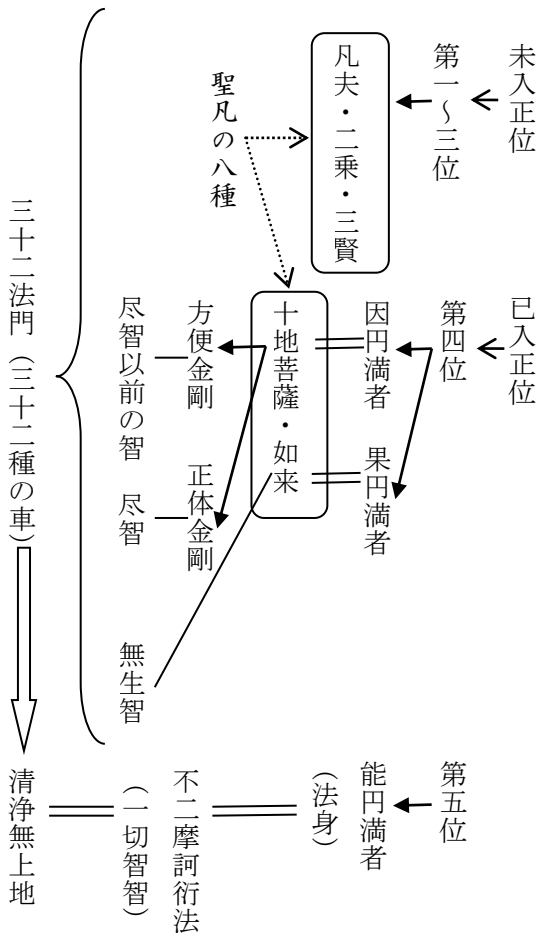 未入正位
第一～三位
凡夫・二乗・三賢
聖凡の八種
已入正位
第四位
因円満者
果円満者
十地菩薩・如来
方便金剛
正体金剛
尽智以前の智
尽智
無生智
第五位
能円満者
（法身）
不二摩訶衍法
（一切智智）
三十二法門（三十二種の車）
清浄無上地